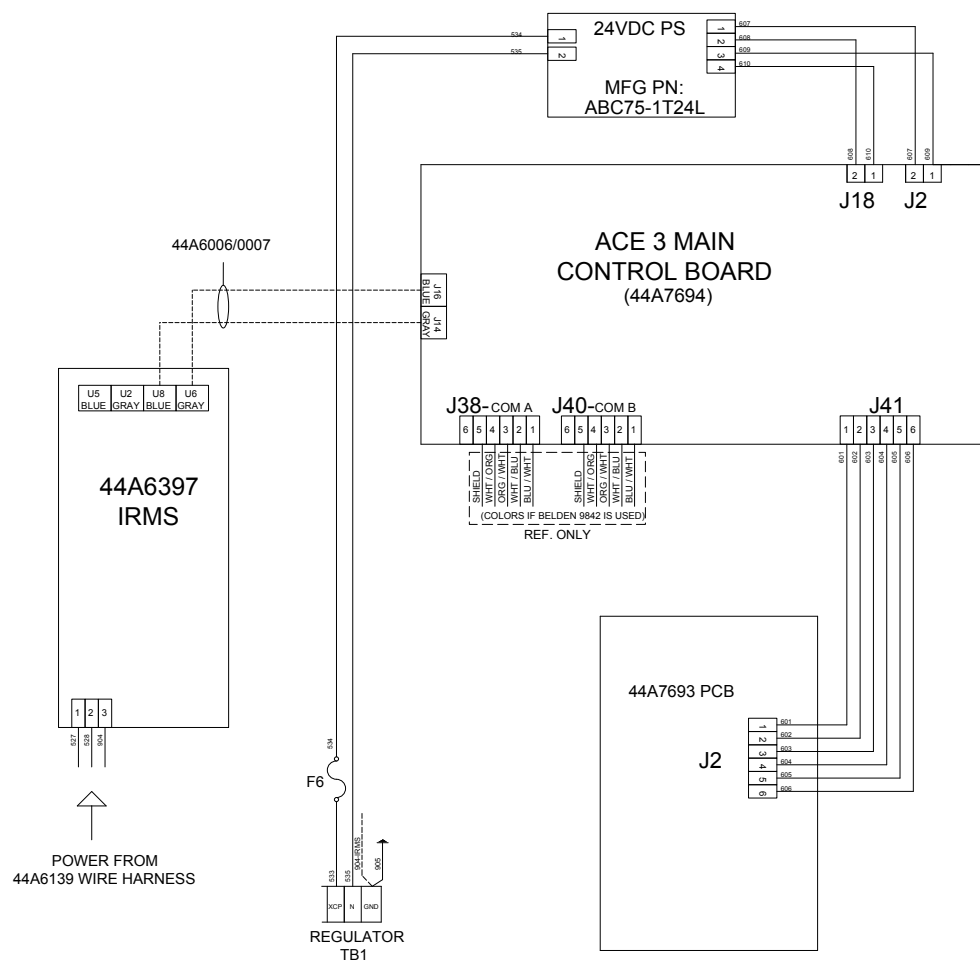 24VDC PS
MFG PN:
ABC75-1T24L
1
2
1
2
3
4
534
535
607
608
609
610
608
610
607
609
2
1
2
1
J18
J2
ACE 3 MAIN
CONTROL BOARD
(44A7694)
44A6006/0007
J16
BLUE
J14
GRAY
U5
BLUE
U2
GRAY
U8
BLUE
U6
GRAY
44A6397
IRMS
1
2
3
527
528
904
POWER FROM
44A6139 WIRE HARNESS
J38-COM A
6
5
4
3
2
1
J40-COM B
6
5
4
3
2
1
SHIELD
WHT / ORG
ORG / WHT
WHT / BLU
BLU / WHT
SHIELD
WHT / ORG
ORG / WHT
WHT / BLU
BLU / WHT
(COLORS IF BELDEN 9842 IS USED)
REF. ONLY
J41
1
2
3
4
5
6
601
602
603
604
605
606
44A7693 PCB
J2
1
2
3
4
5
6
601
602
603
604
605
606
534
F6
533
535
904-IRMS
905
XCP
N
GND
REGULATOR
TB1